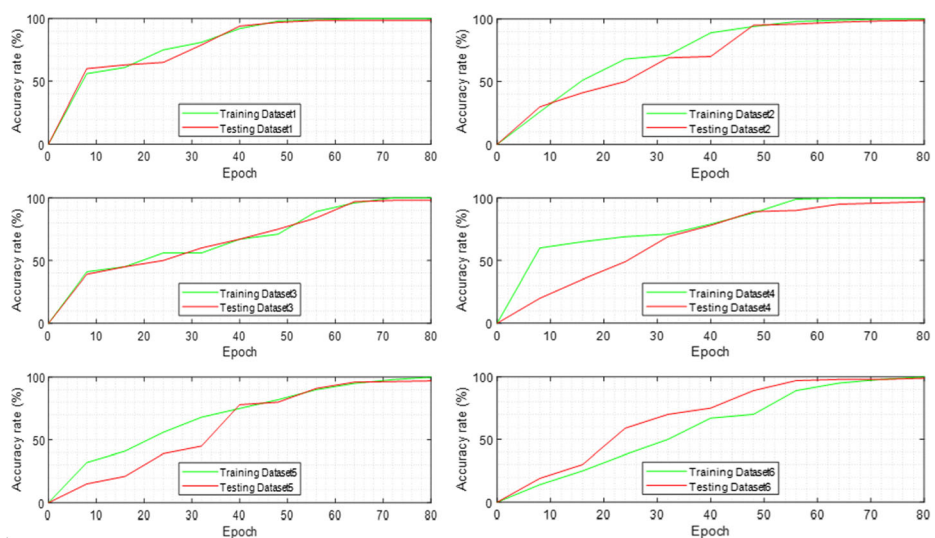 Accuracy rate (%)
100
50
0
Training Dataset1
Testing Dataset1
0 10 20 30 40 50 60 70 80
Epoch
Accuracy rate (%)
100
50
0
Training Dataset2
Testing Dataset2
0 10 20 30 40 50 60 70 80
Epoch
Accuracy rate (%)
100
50
0
Training Dataset3
Testing Dataset3
0 10 20 30 40 50 60 70 80
Epoch
Accuracy rate (%)
100
50
0
Training Dataset4
Testing Dataset4
0 10 20 30 40 50 60 70 80
Epoch
Accuracy rate (%)
100
50
0
Training Dataset5
Testing Dataset5
0 10 20 30 40 50 60 70 80
Epoch
Accuracy rate (%)
100
50
0
Training Dataset6
Testing Dataset6
0 10 20 30 40 50 60 70 80
Epoch